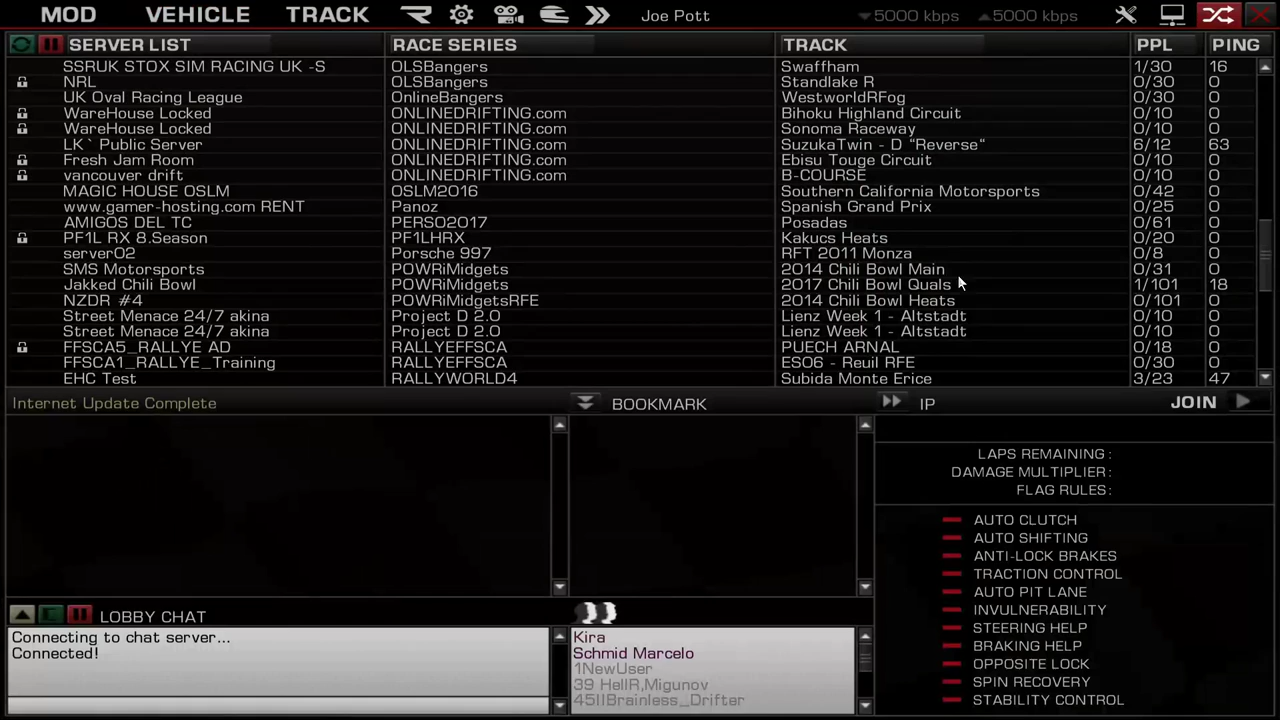 MOD VEHICLE TRACK Joe Pott 5000 kbps 5000 kbps
SERVER LIST RACE SERIES TRACK PPL PING
SSRUK STOX SIM RACING UK -S OLSBangers Swaffham 1/30 16
NRL OLSBangers Standlake R 0/30 0
UK Oval Racing League OnlineBangers WestworldRFog 0/30 0
WareHouse Locked ONLINEDRIFTING.com Bihoku Highland Circuit 0/10 0
WareHouse Locked ONLINEDRIFTING.com Sonoma Raceway 0/10 0
LK` Public Server ONLINEDRIFTING.com SuzukaTwin - D "Reverse" 6/12 63
Fresh Jam Room ONLINEDRIFTING.com Ebisu Touge Circuit 0/10 0
vancouver drift ONLINEDRIFTING.com B-COURSE 0/10 0
MAGIC HOUSE OSLM OSLM2016 Southern California Motorsports 0/42 0
www.gamer-hosting.com RENT Panoz Spanish Grand Prix 0/25 0
AMIGOS DEL TC PERSO2017 Posadas 0/61 0
PF1L RX 8.Season PF1LHRX Kakucs Heats 0/20 0
server02 Porsche 997 RFT 2011 Monza 0/8 0
SMS Motorsports POWRiMidgets 2014 Chili Bowl Main 0/31 0
Jakked Chili Bowl POWRiMidgets 2017 Chili Bowl Quals 1/101 18
NZDR #4 POWRiMidgetsRFE 2014 Chili Bowl Heats 0/101 0
Street Menace 24/7 akina Project D 2.0 Lienz Week 1 - Altstadt 0/10 0
Street Menace 24/7 akina Project D 2.0 Lienz Week 1 - Altstadt 0/10 0
FFSCA5_RALLYE AD RALLYEFFSCA PUECH ARNAL 0/18 0
FFSCA1_RALLYE_Training RALLYEFFSCA ES06 - Reuil RFE 0/30 0
EHC Test RALLYWORLD4 Subida Monte Erice 3/23 47
Internet Update Complete BOOKMARK IP JOIN
LAPS REMAINING :
DAMAGE MULTIPLIER :
FLAG RULES :
AUTO CLUTCH
AUTO SHIFTING
ANTI-LOCK BRAKES
TRACTION CONTROL
AUTO PIT LANE
INVULNERABILITY
STEERING HELP
BRAKING HELP
OPPOSITE LOCK
SPIN RECOVERY
STABILITY CONTROL
LOBBY CHAT
Connecting to chat server...
Connected!
Kira
Schmid Marcelo
1NewUser
39 HellR,Migunov
45IIBrainless_Drifter